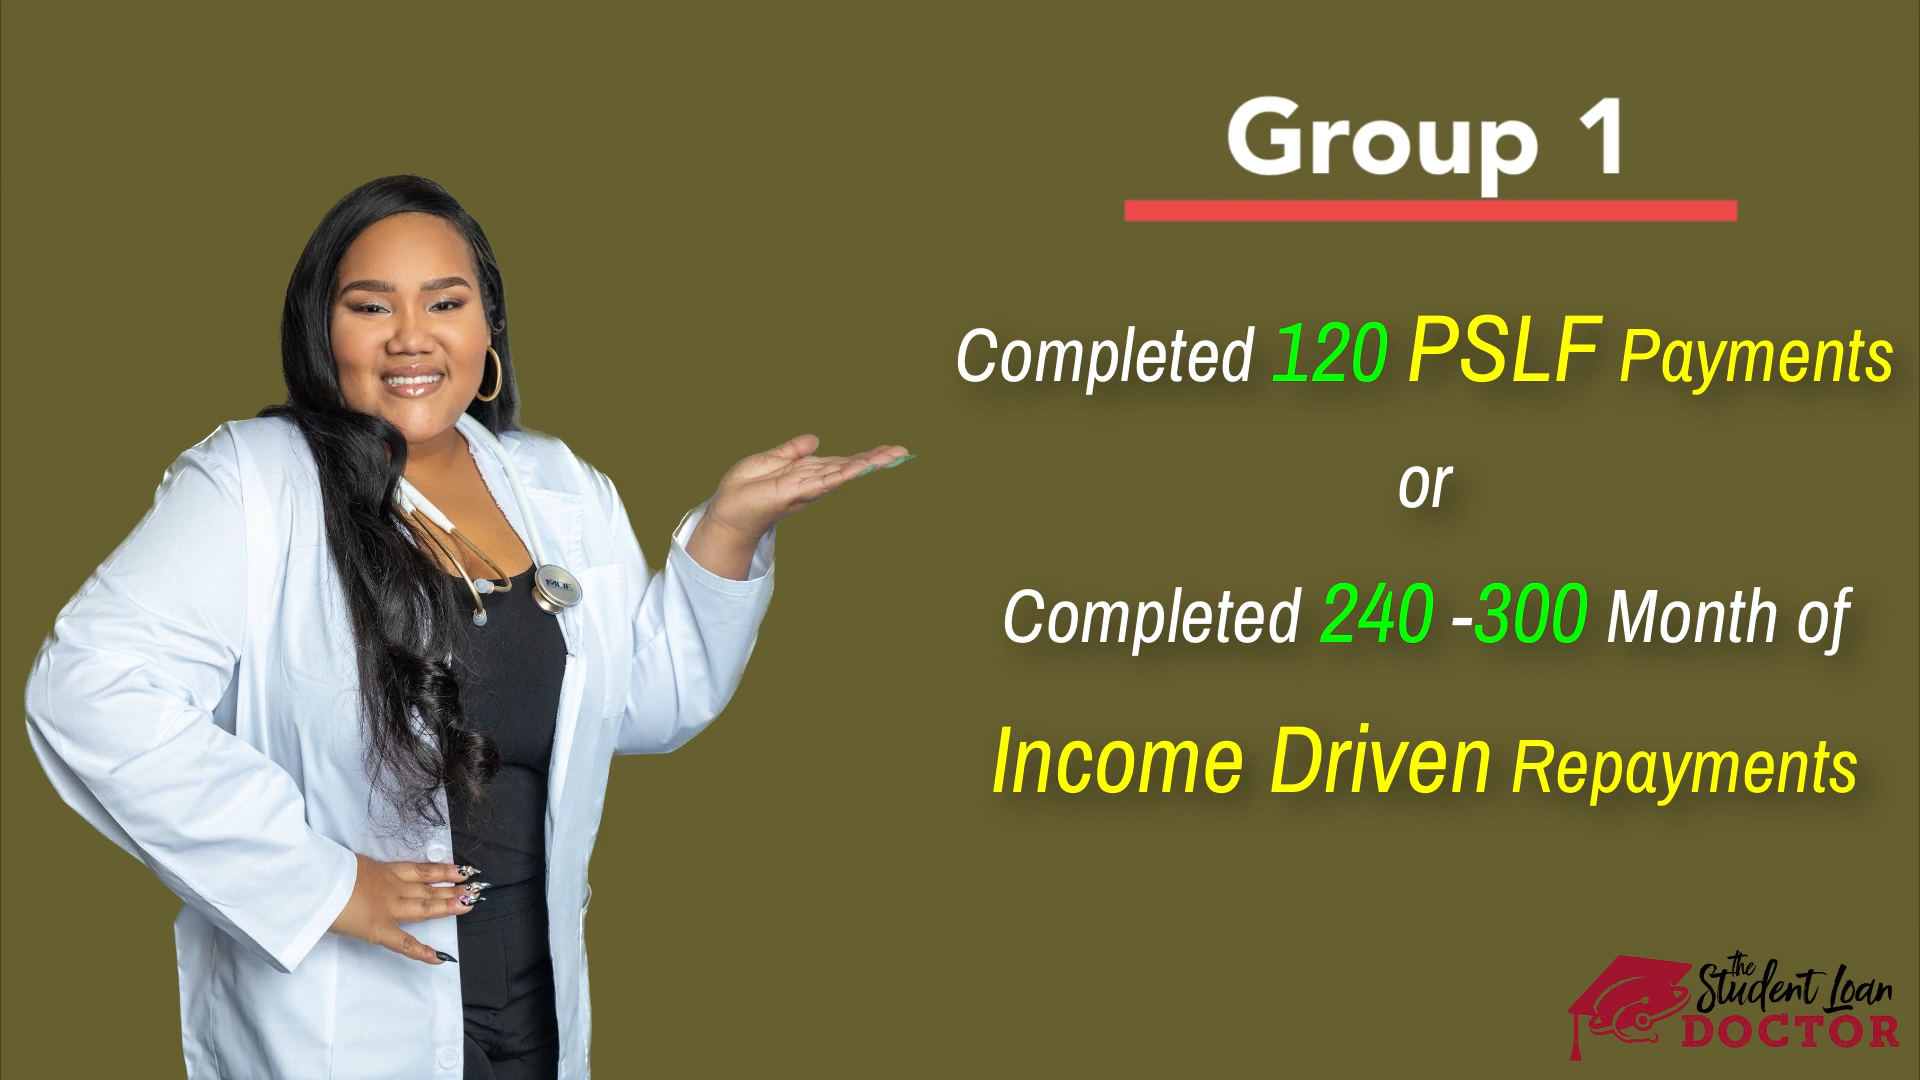 Group 1
Completed 120 PSLF Payments
or
Completed 240 -300 Month of
Income Driven Repayments
MDF
the
Student Loan
DOCTOR